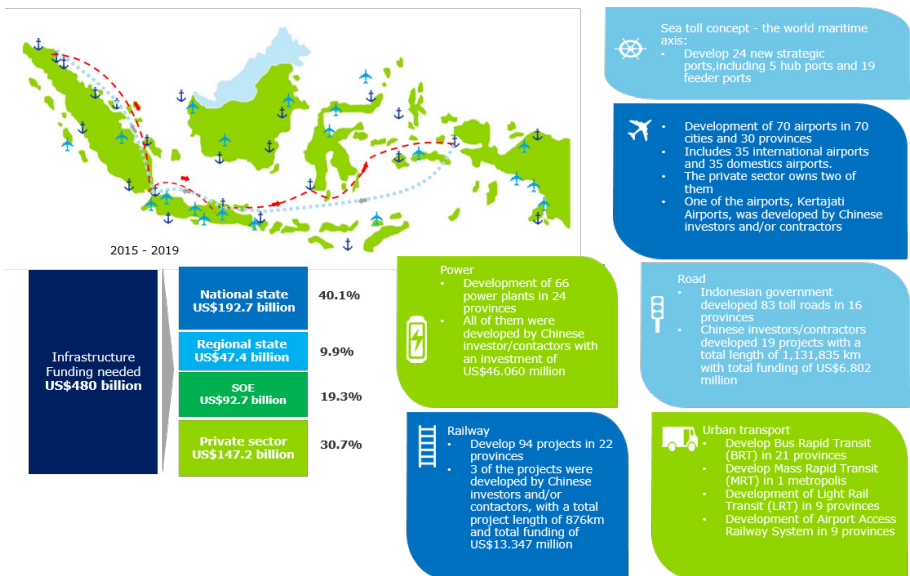 Sea toll concept - the world maritime
axis:
• Develop 24 new strategic
ports,including 5 hub ports and 19
feeder ports
• Development of 70 airports in 70
cities and 30 provinces
• Includes 35 international airports
and 35 domestics airports.
• The private sector owns two of
them
• One of the airports, Kertajati
Airports, was developed by Chinese
investors and/or contractors
2015 - 2019
Infrastructure
Funding needed
US$480 billion
National state
US$192.7 billion
40.1%
Regional state
US$47.4 billion
9.9%
SOE
US$92.7 billion
19.3%
Private sector
US$147.2 billion
30.7%
Power
• Development of 66
power plants in 24
provinces
• All of them were
developed by Chinese
investor/contactors with
an investment of
US$46.060 million
Road
• Indonesian government
developed 83 toll roads in 16
provinces
• Chinese investors/contractors
developed 19 projects with a
total length of 1,131,835 km
with total funding of US$6.802
million
Railway
• Develop 94 projects in 22
provinces
• 3 of the projects were
developed by Chinese
investors and/or
contactors, with a total
project length of 876km
and total funding of
US$13.347 million
Urban transport
• Develop Bus Rapid Transit
(BRT) in 21 provinces
• Develop Mass Rapid Transit
(MRT) in 1 metropolis
• Development of Light Rail
Transit (LRT) in 9 provinces
• Development of Airport Access
Railway System in 9 provinces